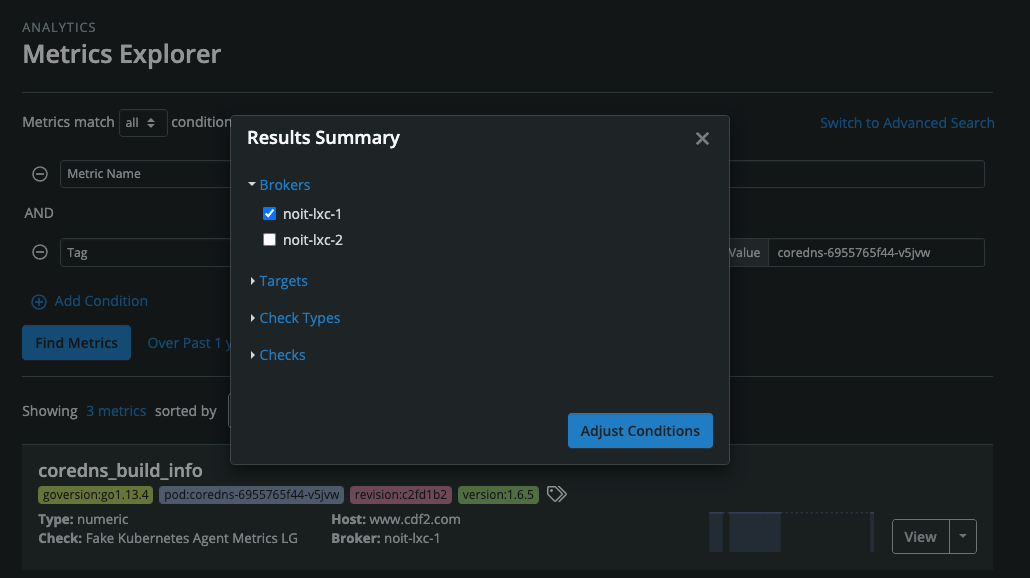 ANALYTICS
Metrics Explorer
Metrics match all condition
Switch to Advanced Search
Metric Name
AND
Tag
Value coredns-6955765f44-v5jvw
Add Condition
Find Metrics Over Past 1 y
Showing 3 metrics sorted by
Results Summary
Brokers
noit-lxc-1
noit-lxc-2
Targets
Check Types
Checks
Adjust Conditions
coredns_build_info
goversion:go1.13.4 pod:coredns-6955765f44-v5jvw revision:c2fd1b2 version:1.6.5
Type: numeric Host: www.cdf2.com
Check: Fake Kubernetes Agent Metrics LG Broker: noit-lxc-1
View